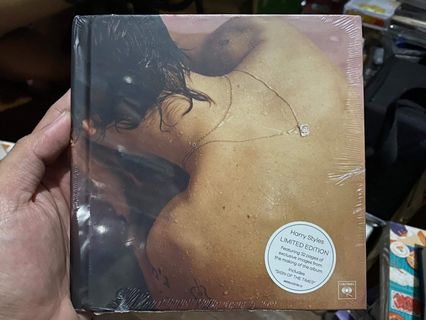 Harry Styles
LIMITED EDITION
Featuring 32 pages of
exclusive images from
the making of the album
Includes
"SIGN OF THE TIMES"
COLUMBIA